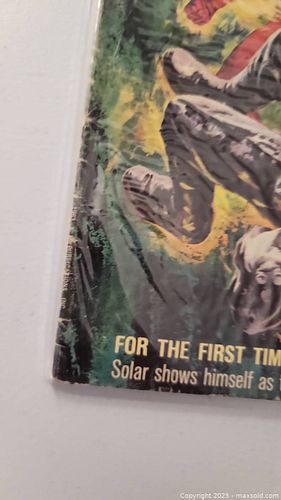 FOR THE FIRST TIM
Solar shows himself as
Copyright © 2023 - maxsold.com